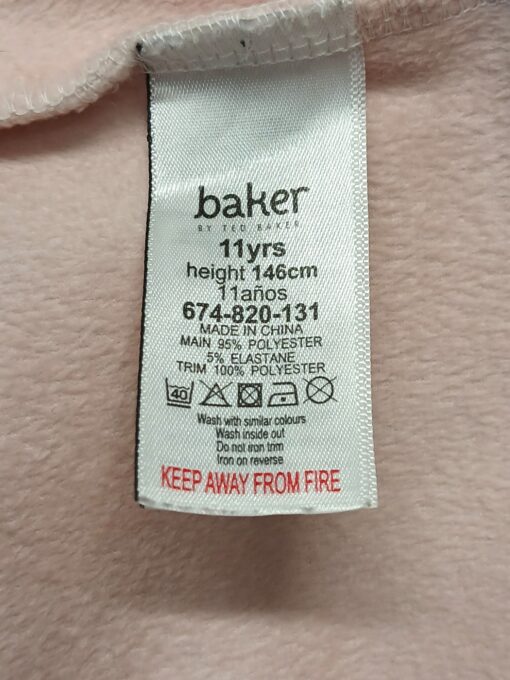 baker
BY TED BAKER
11yrs
height 146cm
11años
674-820-131
MADE IN CHINA
MAIN 95% POLYESTER
5% ELASTANE
TRIM 100% POLYESTER
40
Wash with similar colours
Wash inside out
Do not iron trim
Iron on reverse
KEEP AWAY FROM FIRE